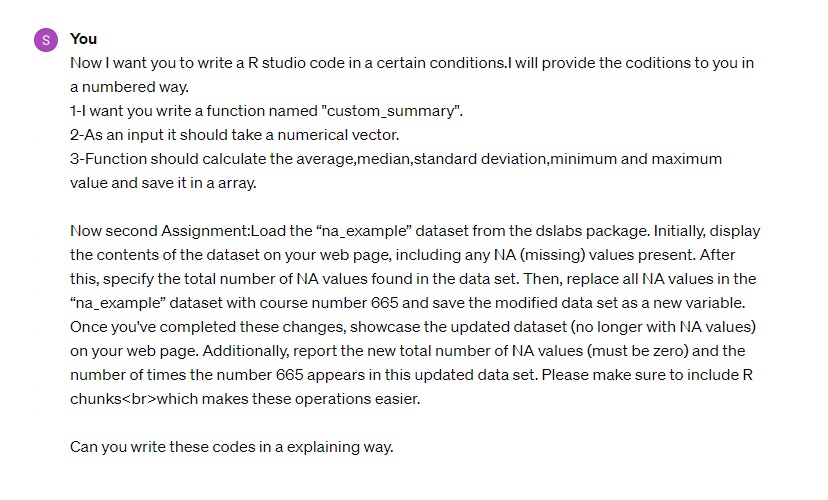 S
You
Now I want you to write a R studio code in a certain conditions.I will provide the coditions to you in
a numbered way.
1-I want you write a function named "custom_summary".
2-As an input it should take a numerical vector.
3-Function should calculate the average,median,standard deviation,minimum and maximum
value and save it in a array.
Now second Assignment:Load the “na_example” dataset from the dslabs package. Initially, display
the contents of the dataset on your web page, including any NA (missing) values present. After
this, specify the total number of NA values found in the data set. Then, replace all NA values in the
“na_example” dataset with course number 665 and save the modified data set as a new variable.
Once you've completed these changes, showcase the updated dataset (no longer with NA values)
on your web page. Additionally, report the new total number of NA values (must be zero) and the
number of times the number 665 appears in this updated data set. Please make sure to include R
chunks<br>which makes these operations easier.
Can you write these codes in a explaining way.